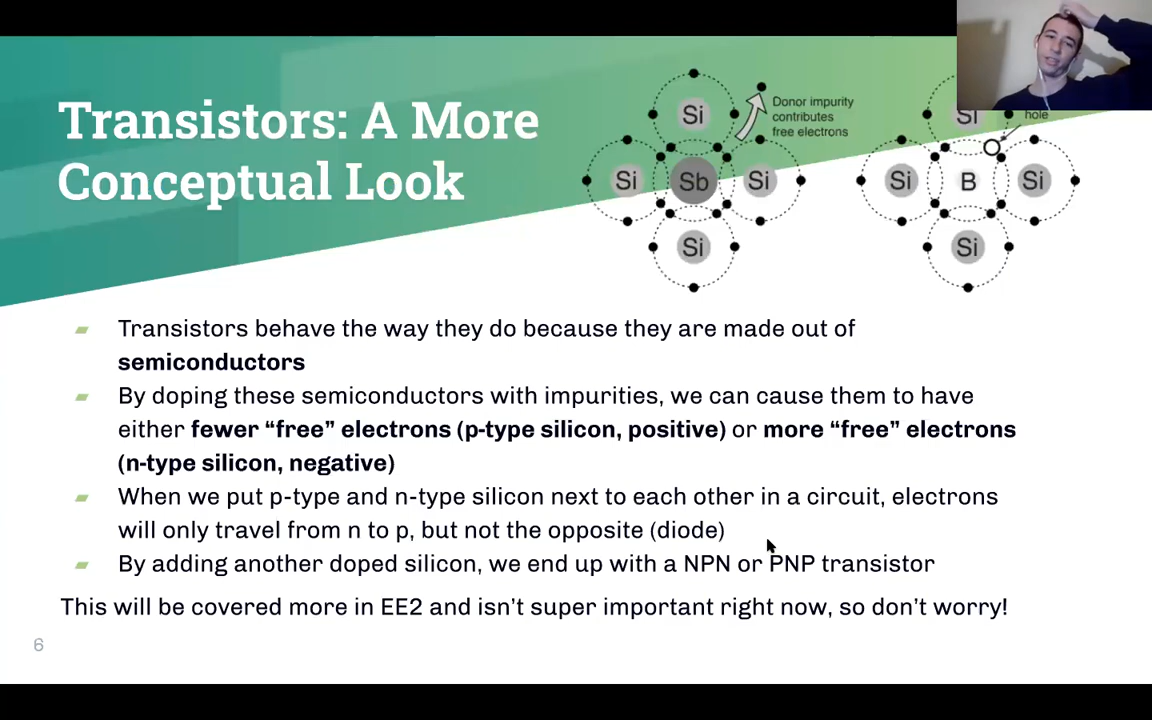 Transistors: A More
Conceptual Look
Si
Donor impurity
contributes
free electrons
Si
Sb
Si
Si
Si
hole
Si
B
Si
Si
Transistors behave the way they do because they are made out of
semiconductors
By doping these semiconductors with impurities, we can cause them to have
either fewer “free” electrons (p-type silicon, positive) or more “free” electrons
(n-type silicon, negative)
When we put p-type and n-type silicon next to each other in a circuit, electrons
will only travel from n to p, but not the opposite (diode)
By adding another doped silicon, we end up with a NPN or PNP transistor
This will be covered more in EE2 and isn’t super important right now, so don’t worry!
6